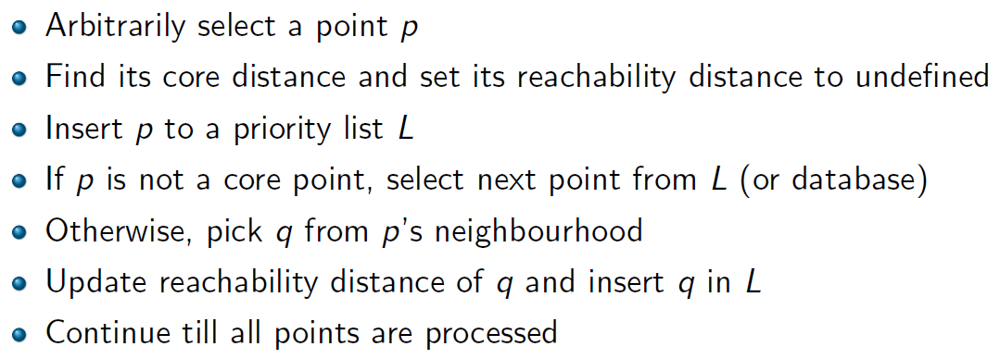 Arbitrarily select a point p
Find its core distance and set its reachability distance to undefined
Insert p to a priority list L
If p is not a core point, select next point from L (or database)
Otherwise, pick q from p's neighbourhood
Update reachability distance of q and insert q in L
Continue till all points are processed